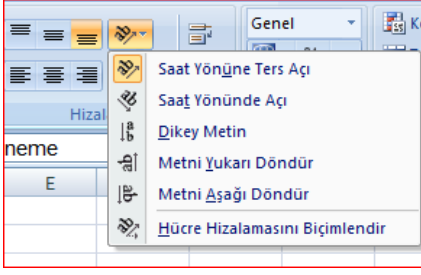 Genel
Saat Yönüne Ters Açı
Saat Yönünde Açı
Dikey Metin
Metni Yukarı Döndür
Metni Aşağı Döndür
Hücre Hizalamasını Biçimlendir
Hizal
neme
E